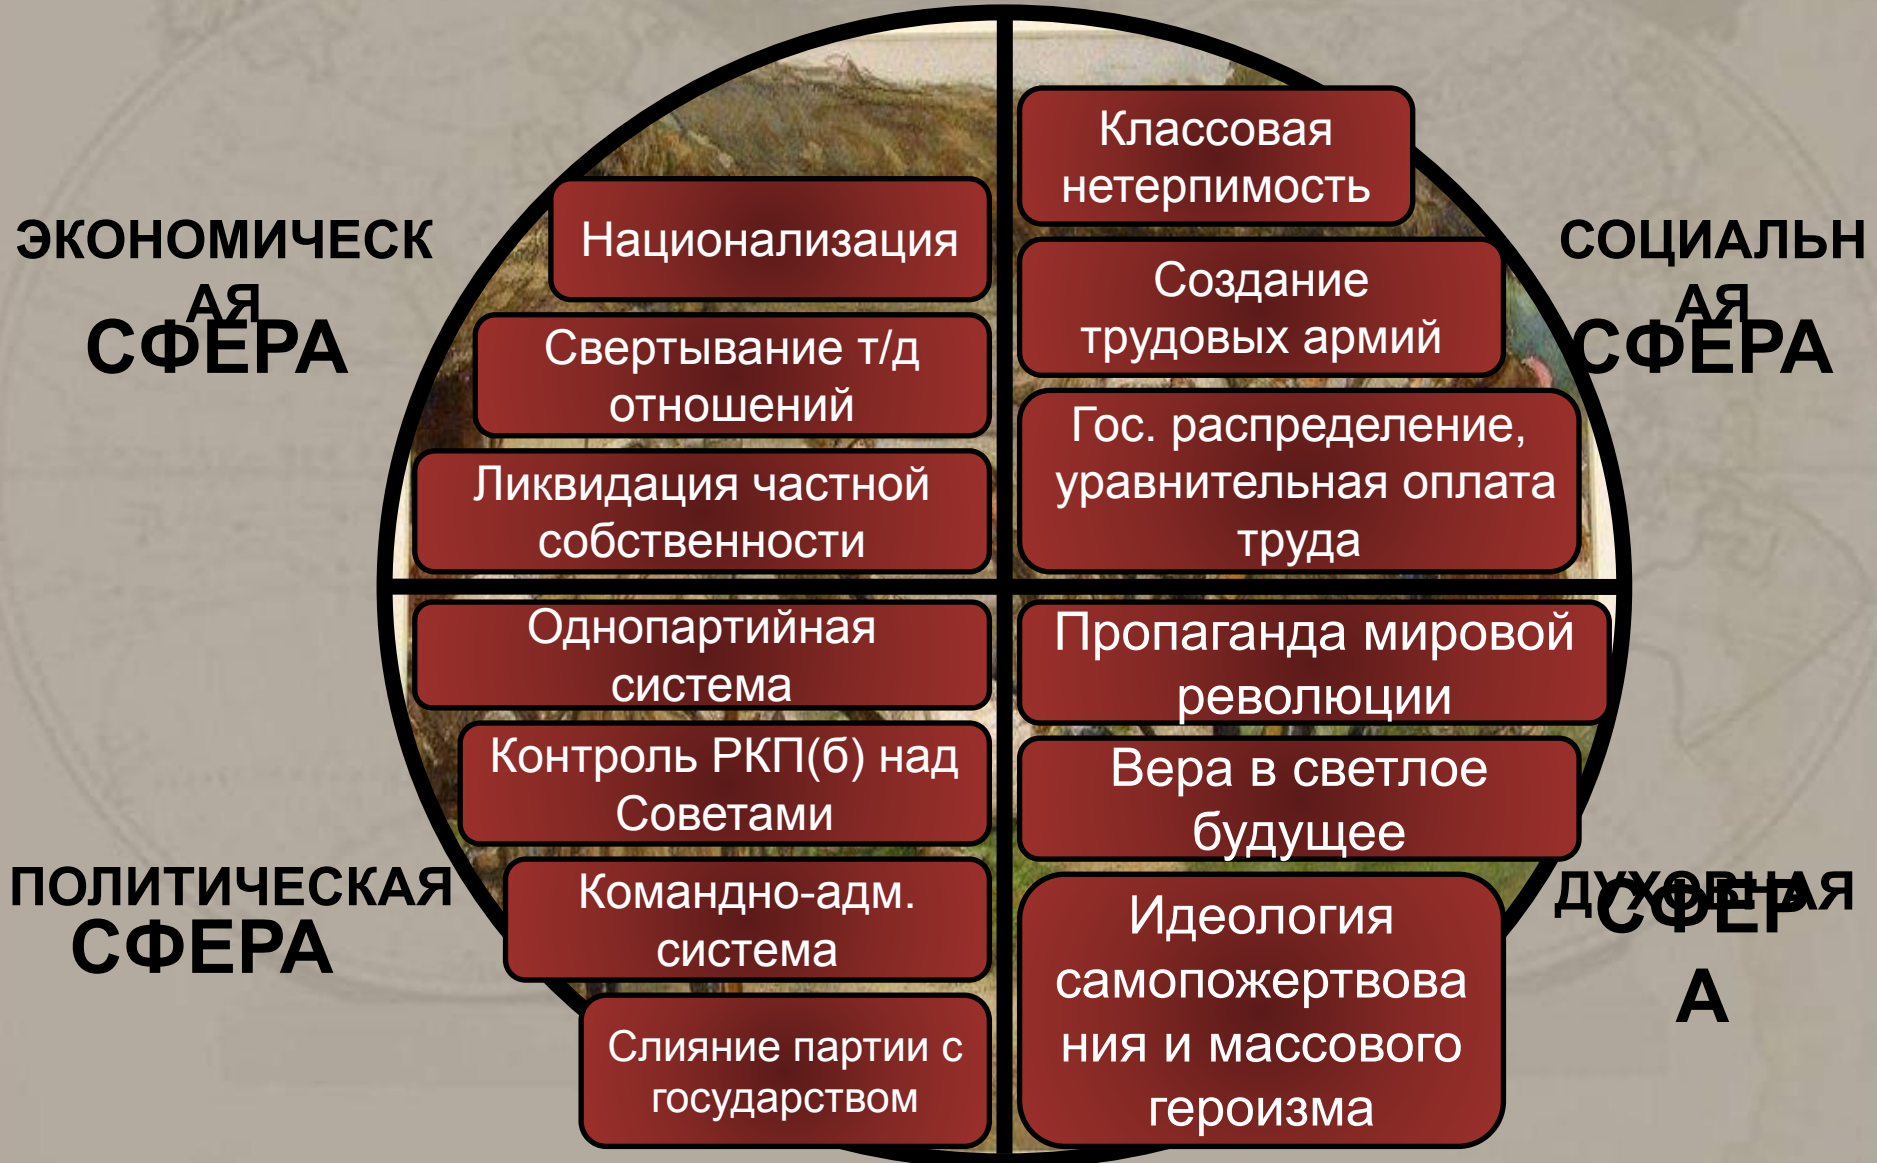 ЭКОНОМИЧЕСК
АЯ
СФЕРА
Национализация
Свертывание т/д
отношений
Ликвидация частной
собственности
СОЦИАЛЬН
АЯ
СФЕРА
Классовая
нетерпимость
Создание
трудовых армий
Гос. распределение,
уравнительная оплата
труда
ПОЛИТИЧЕСКАЯ
СФЕРА
Однопартийная
система
Контроль РКП(б) над
Советами
Командно-адм.
система
Слияние партии с
государством
ДУХОВНАЯ
СФЕР
А
Пропаганда мировой
революции
Вера в светлое
будущее
Идеология
самопожертвова
ния и массового
героизма